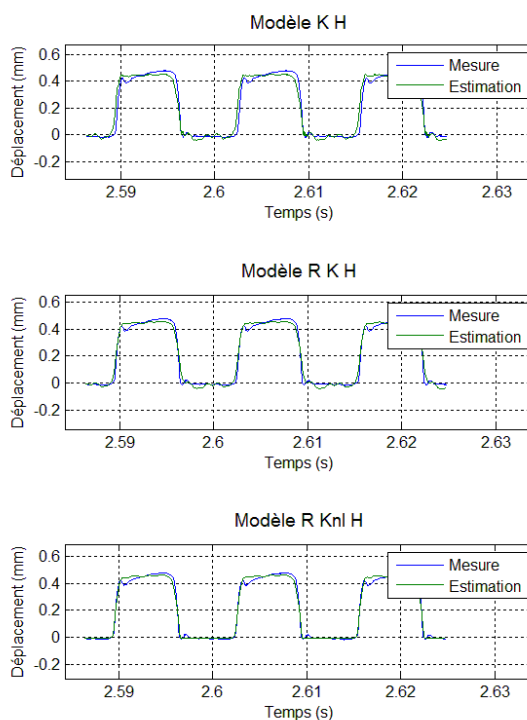 Modèle K H
Déplacement (mm)
0.6
0.4
0.2
0
-0.2
Mesure
Estimation
2.59
2.6
2.61
2.62
2.63
Temps (s)
Modèle R K H
Déplacement (mm)
0.6
0.4
0.2
0
-0.2
Mesure
Estimation
2.59
2.6
2.61
2.62
2.63
Temps (s)
Modèle R Knl H
Déplacement (mm)
0.6
0.4
0.2
0
-0.2
Mesure
Estimation
2.59
2.6
2.61
2.62
2.63
Temps (s)